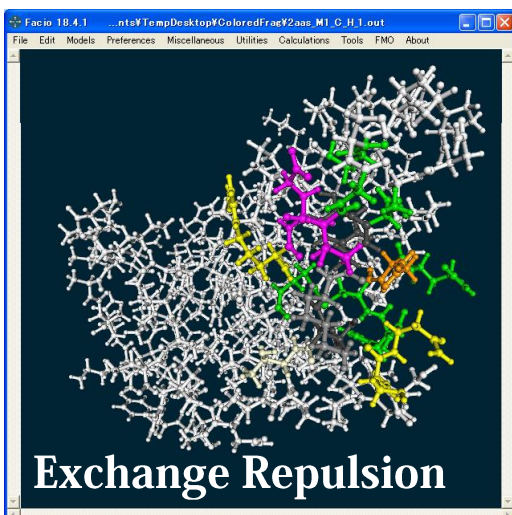 Facio 18.4.1 ...nts¥TempDesktop¥ColoredFrag¥2aas_M1_C_H_1.out
File Edit Models Preferences Miscellaneous Utilities Calculations Tools FMO About
Exchange Repulsion